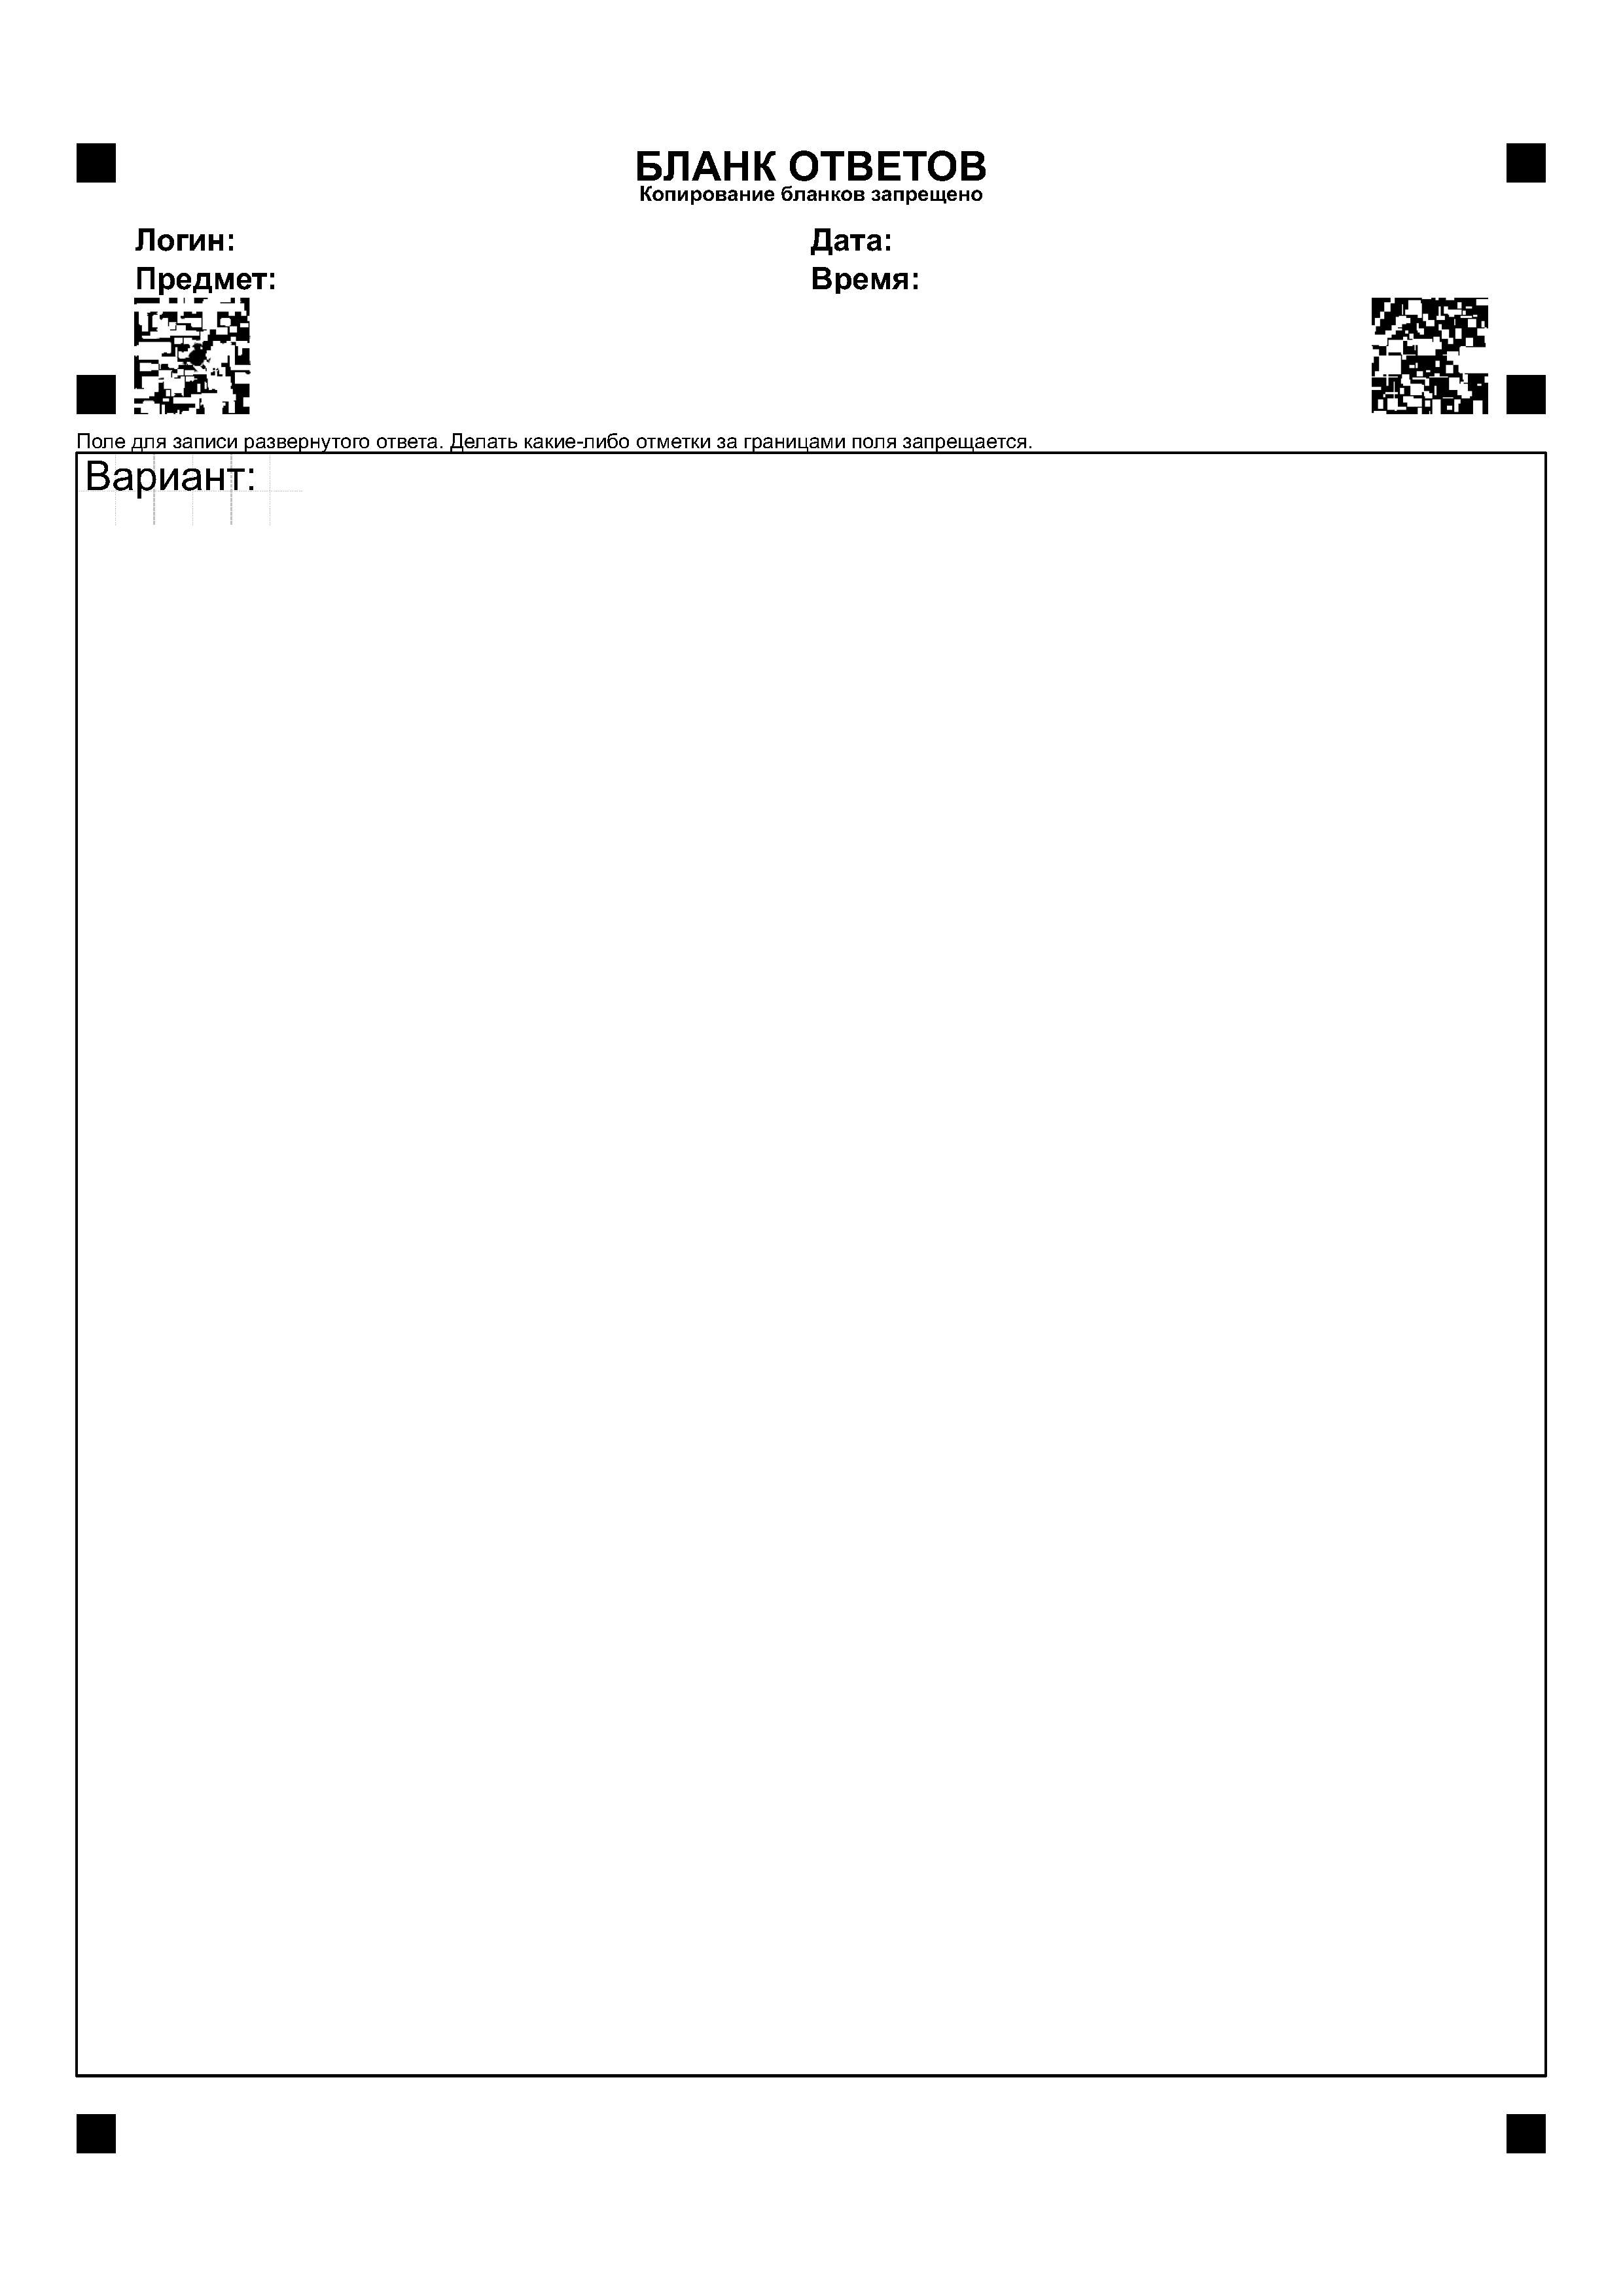 БЛАНК ОТВЕТОВ
Копирование бланков запрещено
Логин:
Дата:
Предмет:
Время:
Поле для записи развернутого ответа. Делать какие-либо отметки за границами поля запрещается.
Вариант: